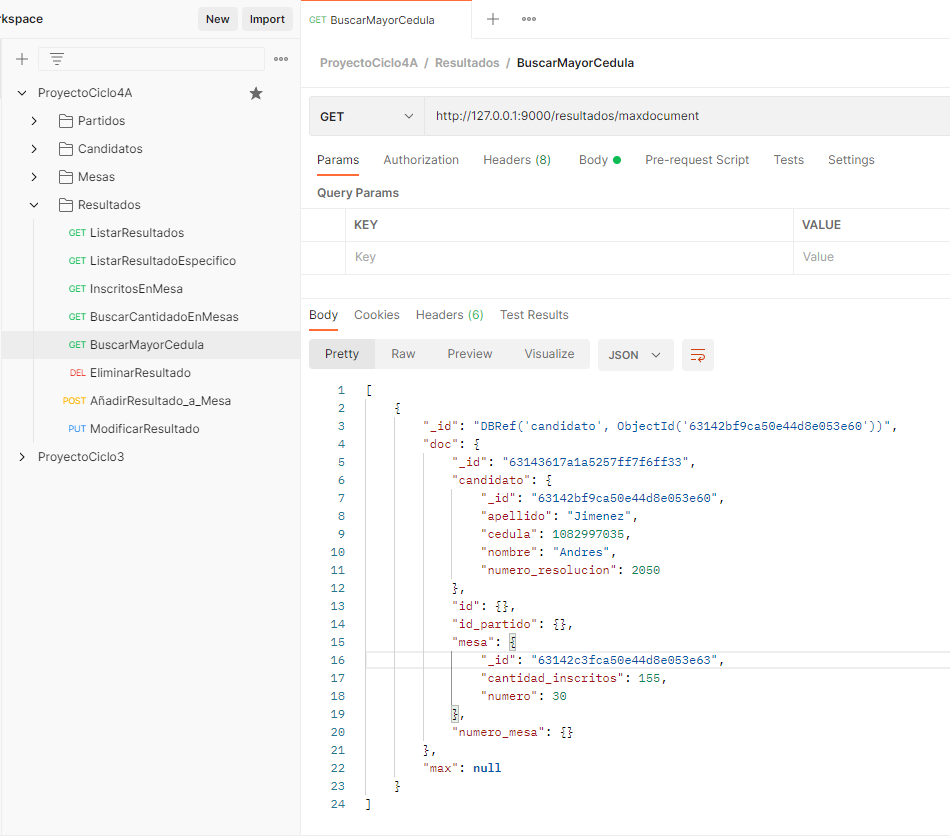 rkspace
New Import
ProyectoCiclo4A
Partidos
Candidatos
Mesas
Resultados
GET ListarResultados
GET ListarResultadoEspecifico
GET InscritosEnMesa
GET BuscarCantidadoEnMesas
GET BuscarMayorCedula
DEL EliminarResultado
POST AñadirResultado_a_Mesa
PUT ModificarResultado
ProyectoCiclo3
GET BuscarMayorCedula
ProyectoCiclo4A / Resultados / BuscarMayorCedula
GET http://127.0.0.1:9000/resultados/maxdocument
Params Authorization Headers (8) Body Pre-request Script Tests Settings
Query Params
KEY VALUE
Key Value
Body Cookies Headers (6) Test Results
Pretty Raw Preview Visualize JSON
1 [
2 {
3 "_id": "DBRef('candidato', ObjectId('63142bf9ca50e44d8e053e60'))",
4 "doc": {
5 "_id": "63143617a1a5257ff7f6ff33",
6 "candidato": {
7 "_id": "63142bf9ca50e44d8e053e60",
8 "apellido": "Jimenez",
9 "cedula": 1082997035,
10 "nombre": "Andres",
11 "numero_resolucion": 2050
12 },
13 "id": {},
14 "id_partido": {},
15 "mesa": {
16 "_id": "63142c3fca50e44d8e053e63",
17 "cantidad_inscritos": 155,
18 "numero": 30
19 },
20 "numero_mesa": {}
21 },
22 "max": null
23 }
24 ]